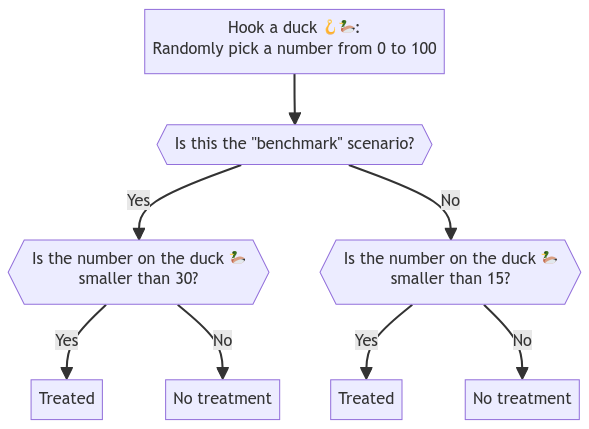 Hook a duck 🪝🦆:
Randomly pick a number from 0 to 100
Is this the "benchmark" scenario?
Yes
No
Is the number on the duck 🦆
smaller than 30?
Is the number on the duck 🦆
smaller than 15?
Yes
No
Yes
No
Treated
No treatment
Treated
No treatment